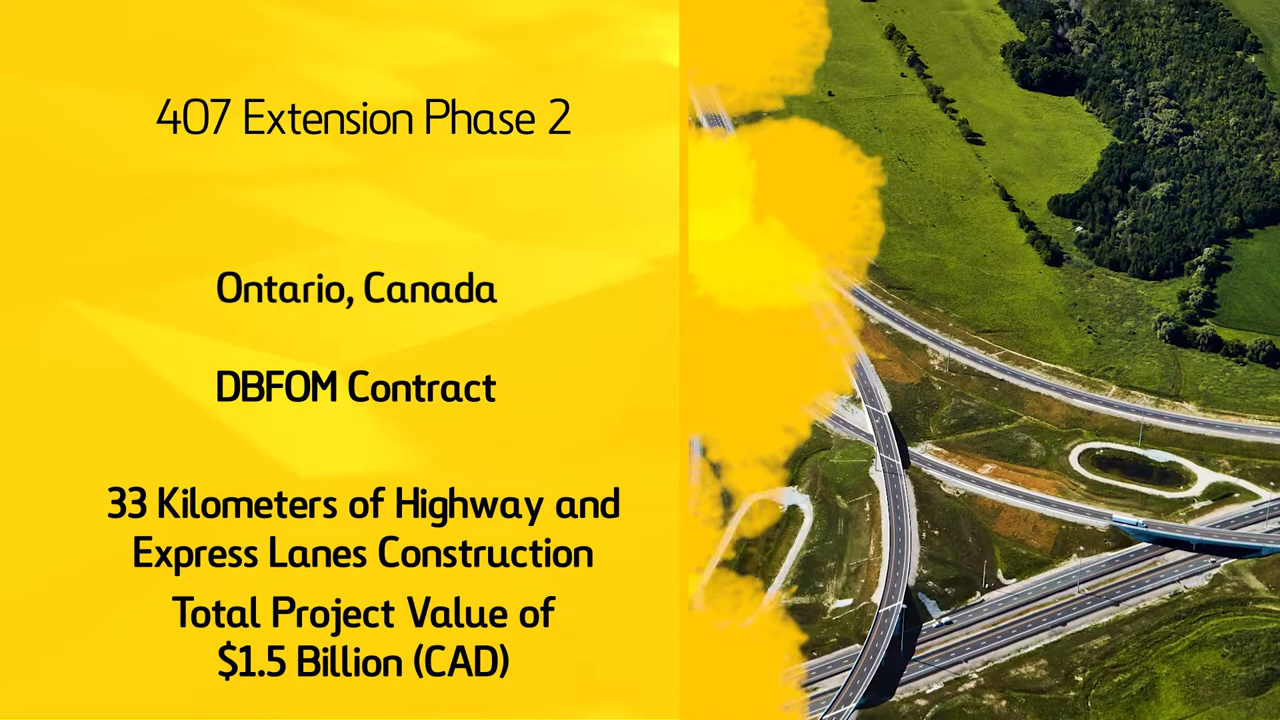 407 Extension Phase 2
Ontario, Canada
DBFOM Contract
33 Kilometers of Highway and
Express Lanes Construction
Total Project Value of
$1.5 Billion (CAD)